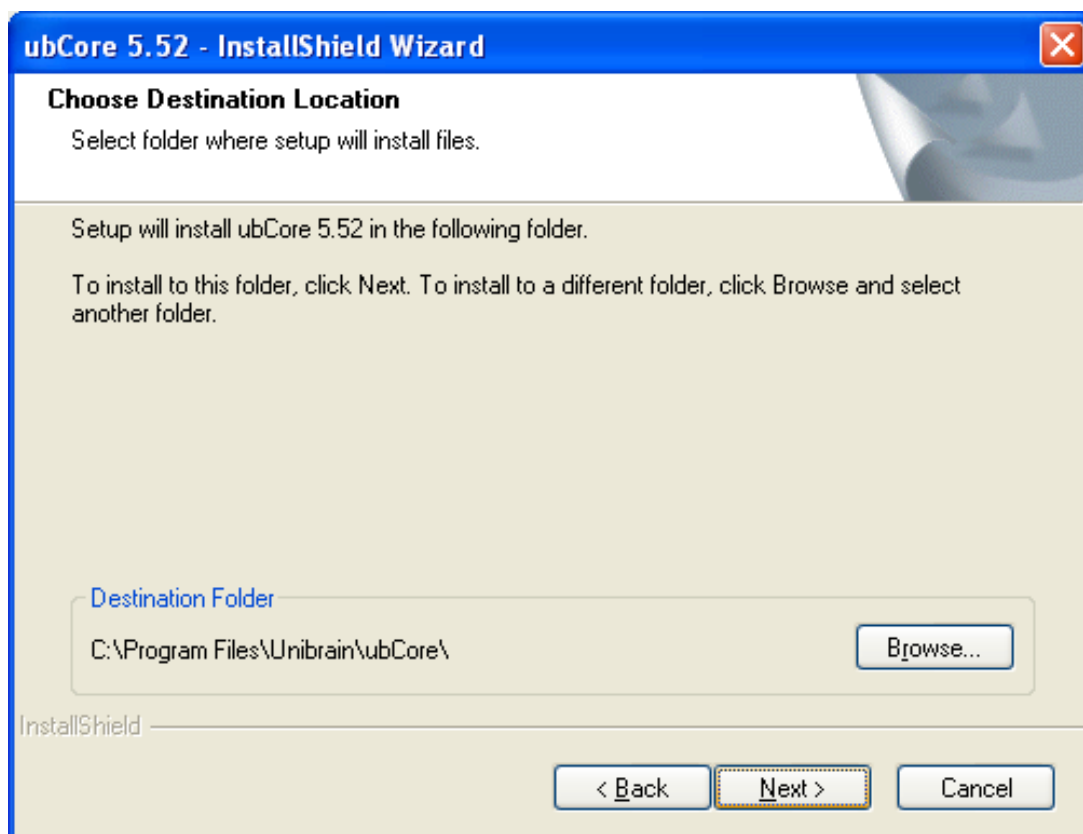 ubCore 5.52 - InstallShield Wizard
Choose Destination Location
Select folder where setup will install files.
Setup will install ubCore 5.52 in the following folder.
To install to this folder, click Next. To install to a different folder, click Browse and select
another folder.
Destination Folder
C:\Program Files\Unibrain\ubCore\
Browse...
InstallShield
< Back
Next >
Cancel